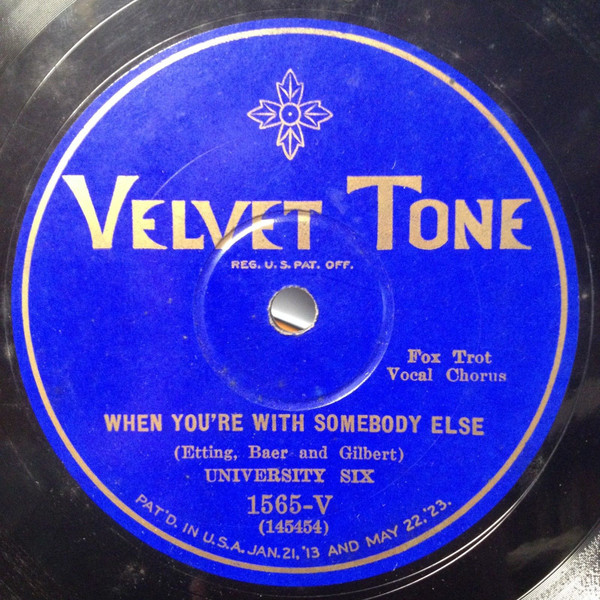 VELVET TONE
REG. U.S. PAT. OFF.
Fox Trot
Vocal Chorus
WHEN YOU'RE WITH SOMEBODY ELSE
(Etting, Baer and Gilbert)
UNIVERSITY SIX
1565-V
(145454)
PAT'D. IN U.S.A. JAN. 21, '13 AND MAY 22, '23.